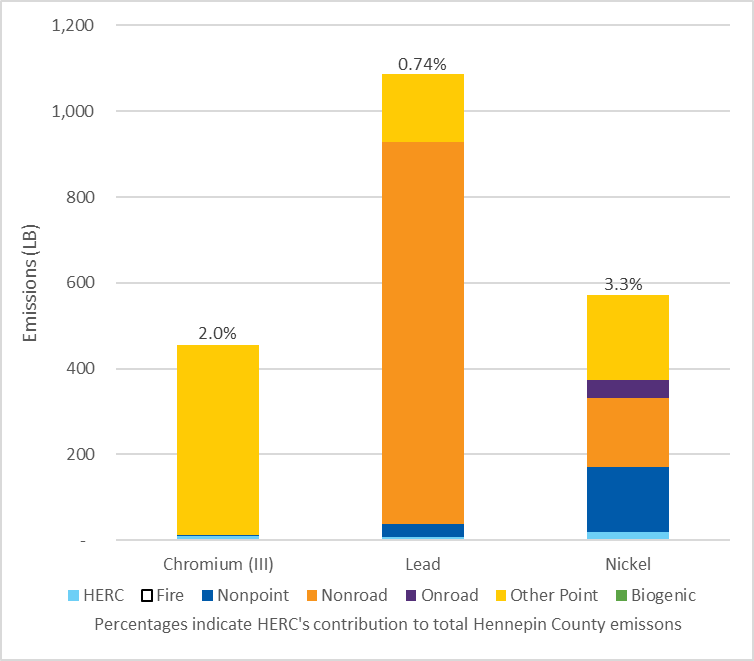 1,200
1,000
800
600
400
200
-
Emissions (LB)
2.0%
0.74%
3.3%
Chromium (III) Lead Nickel
HERC Fire Nonpoint Nonroad Onroad Other Point Biogenic
Percentages indicate HERC's contribution to total Hennepin County emissons